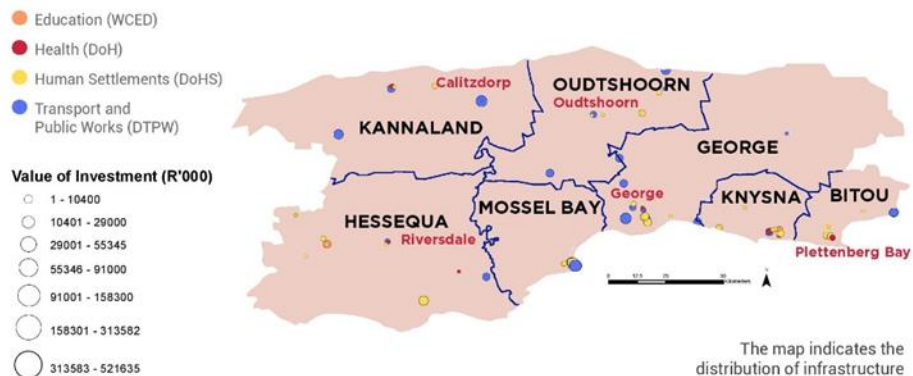 Education (WCED)
Health (DoH)
Human Settlements (DoHS)
Transport and
Public Works (DTPW)
Value of Investment (R'000)
1 - 10400
10401 - 29000
29001 - 55345
55346 - 91000
91001 - 158300
158301 - 313582
313583 - 521635
Calitzdorp
OUDTSHOORN
Oudtshoorn
KANNALAND
GEORGE
George
KNYSNA
BITOU
MOSSEL BAY
HESSEQUA
Riversdale
Plettenberg Bay
The map indicates the
distribution of infrastructure